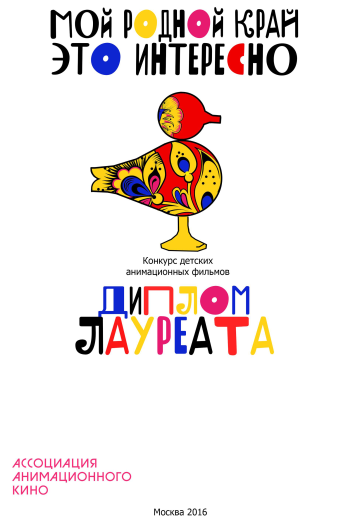 МОЙ РОДНОЙ КРАЙ
ЭТО ИНТЕРЕСНО
Конкурс детских
анимационных фильмов
ДИПЛОМ
ЛАУРЕАТА
АССОЦИАЦИЯ
АНИМАЦИОННОГО
КИНО
Москва 2016